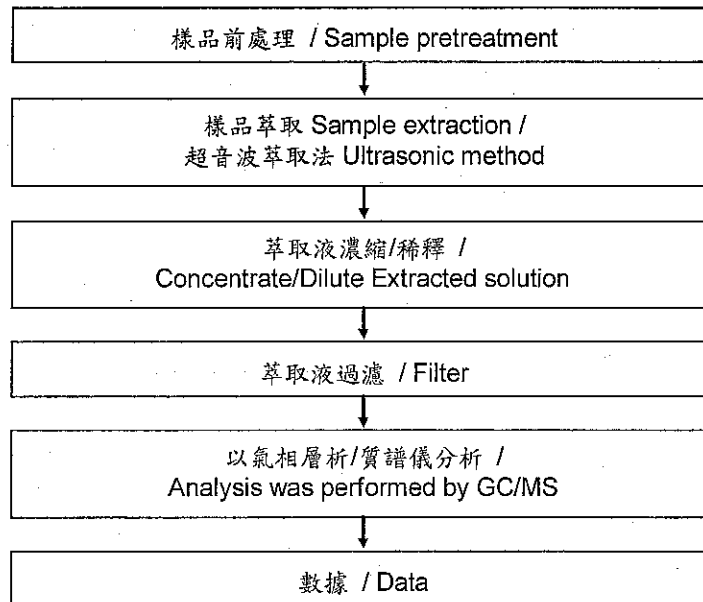 樣品前處理 / Sample pretreatment
樣品萃取 Sample extraction /
超音波萃取法 Ultrasonic method
萃取液濃縮/稀釋 /
Concentrate/Dilute Extracted solution
萃取液過濾 / Filter
以氣相層析/質譜儀分析 /
Analysis was performed by GC/MS
數據 / Data